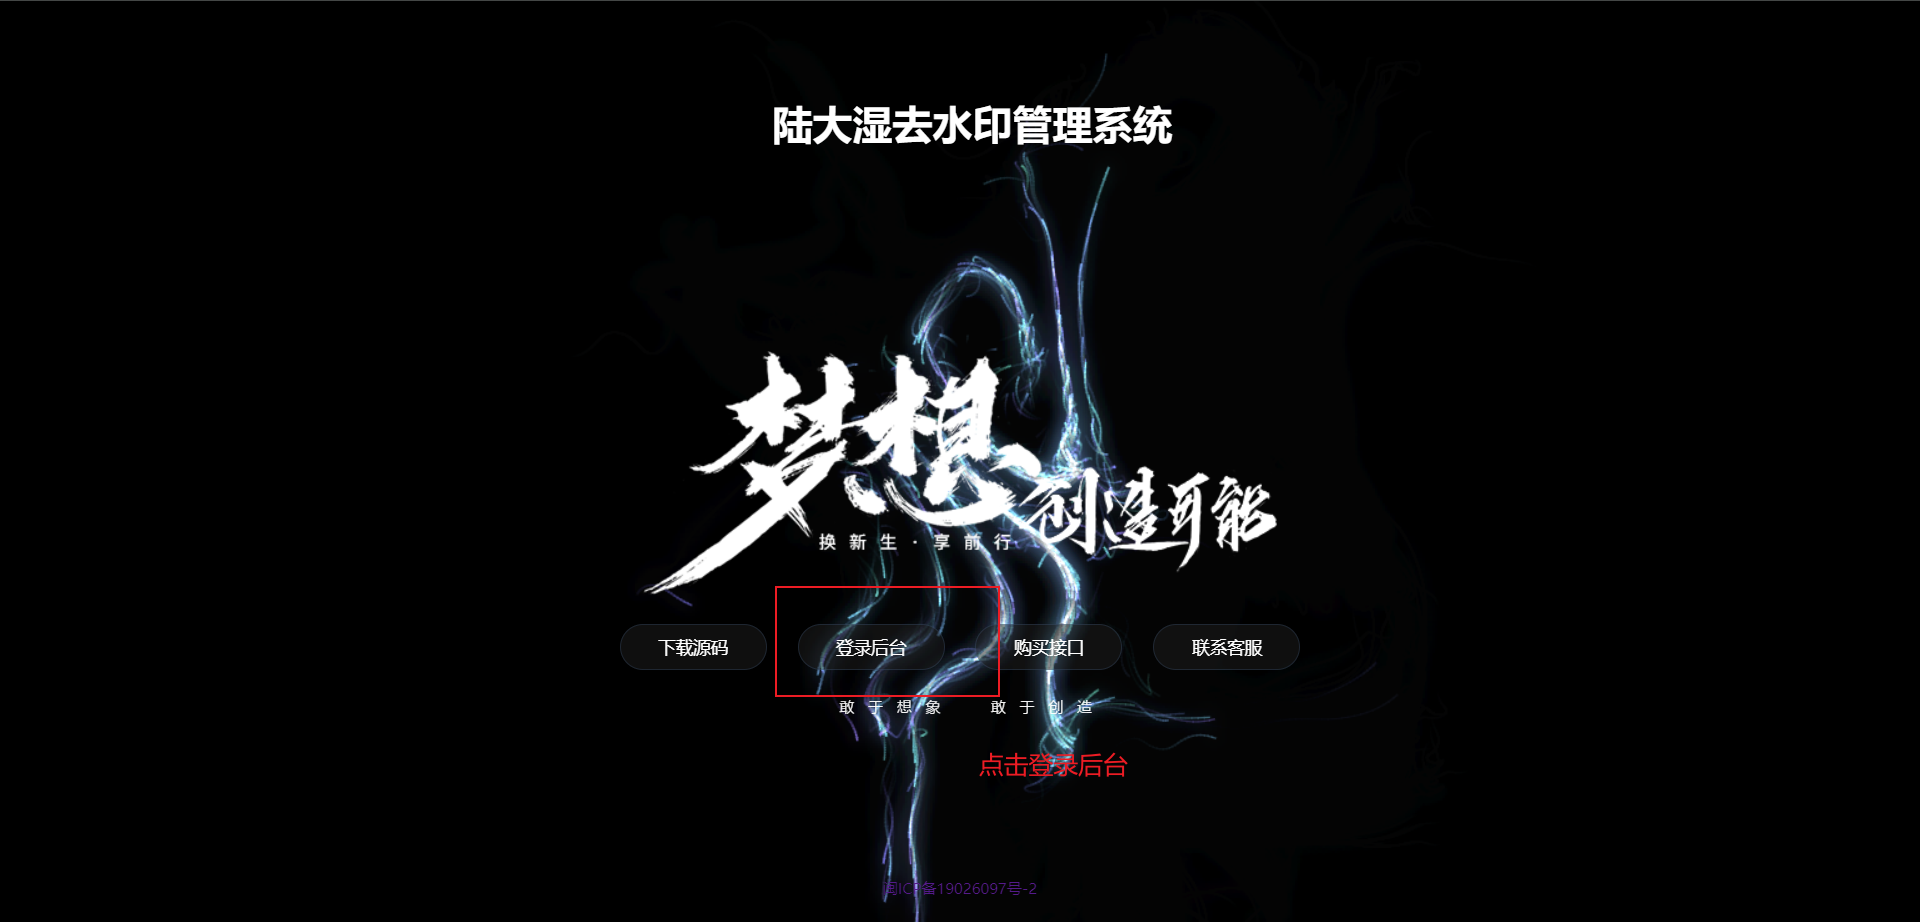 陆大湿去水印管理系统
梦想创造可能
换新生·享前行
下载源码 登录后台 购买接口 联系客服
敢于想象 敢于创造
点击登录后台
闽ICP备19026097号-2